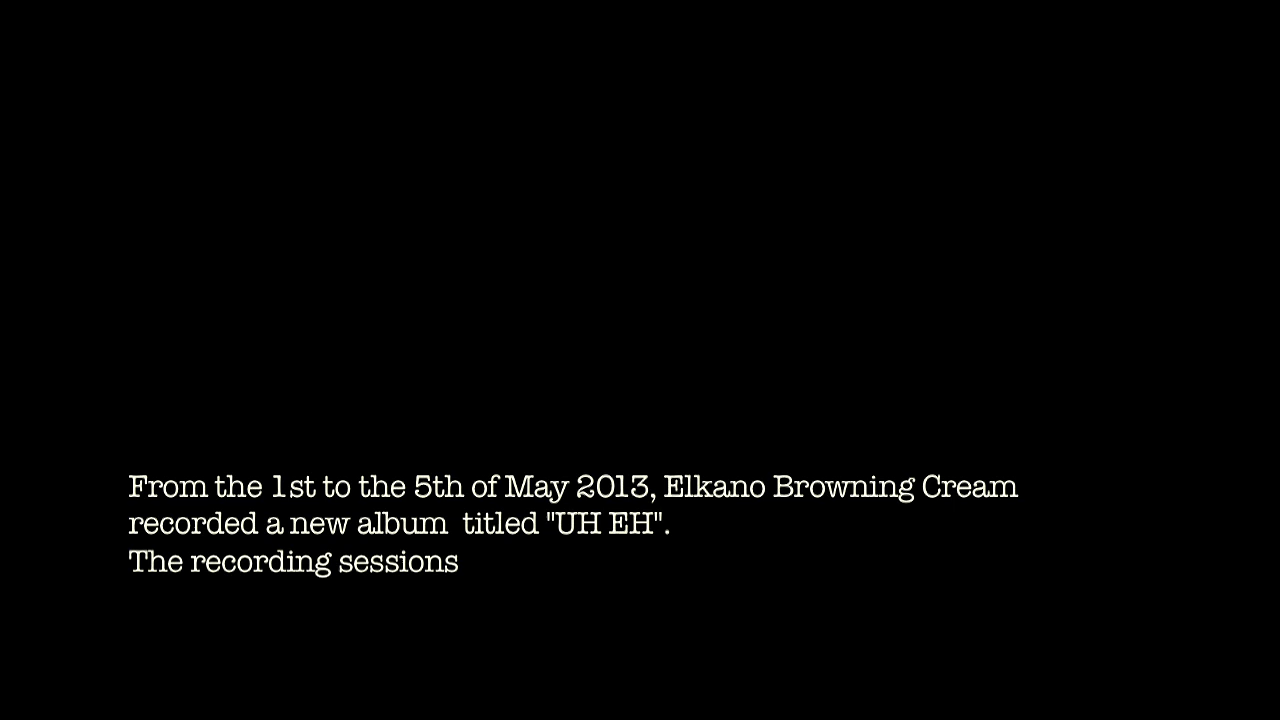 From the 1st to the 5th of May 2013, Elkano Browning Cream
recorded a new album  titled "UH EH".
The recording sessions